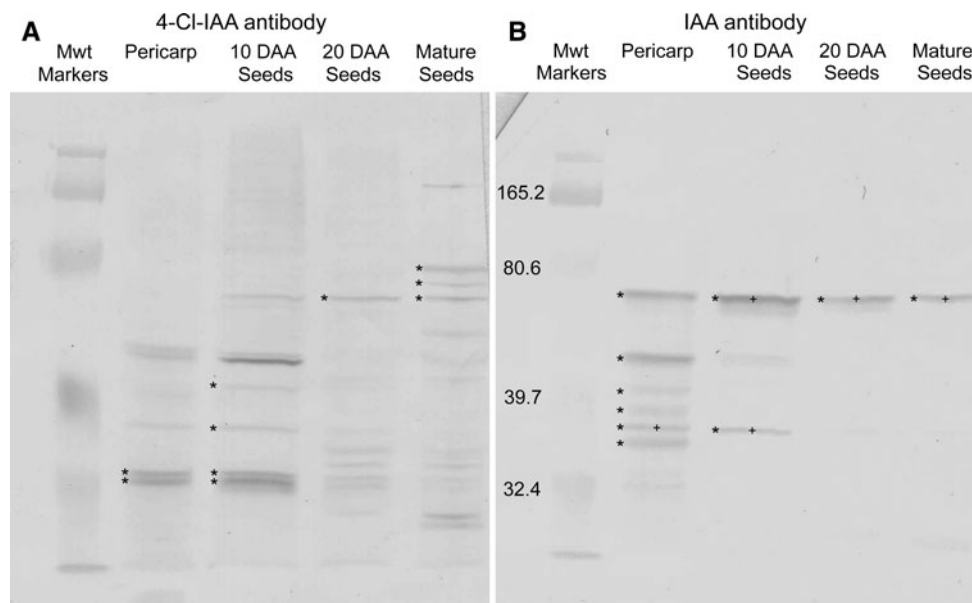 A
4-Cl-IAA antibody
Mwt Markers
Pericarp
10 DAA Seeds
20 DAA Seeds
Mature Seeds
B
IAA antibody
Mwt Markers
Pericarp
10 DAA Seeds
20 DAA Seeds
Mature Seeds
165.2
80.6
39.7
32.4